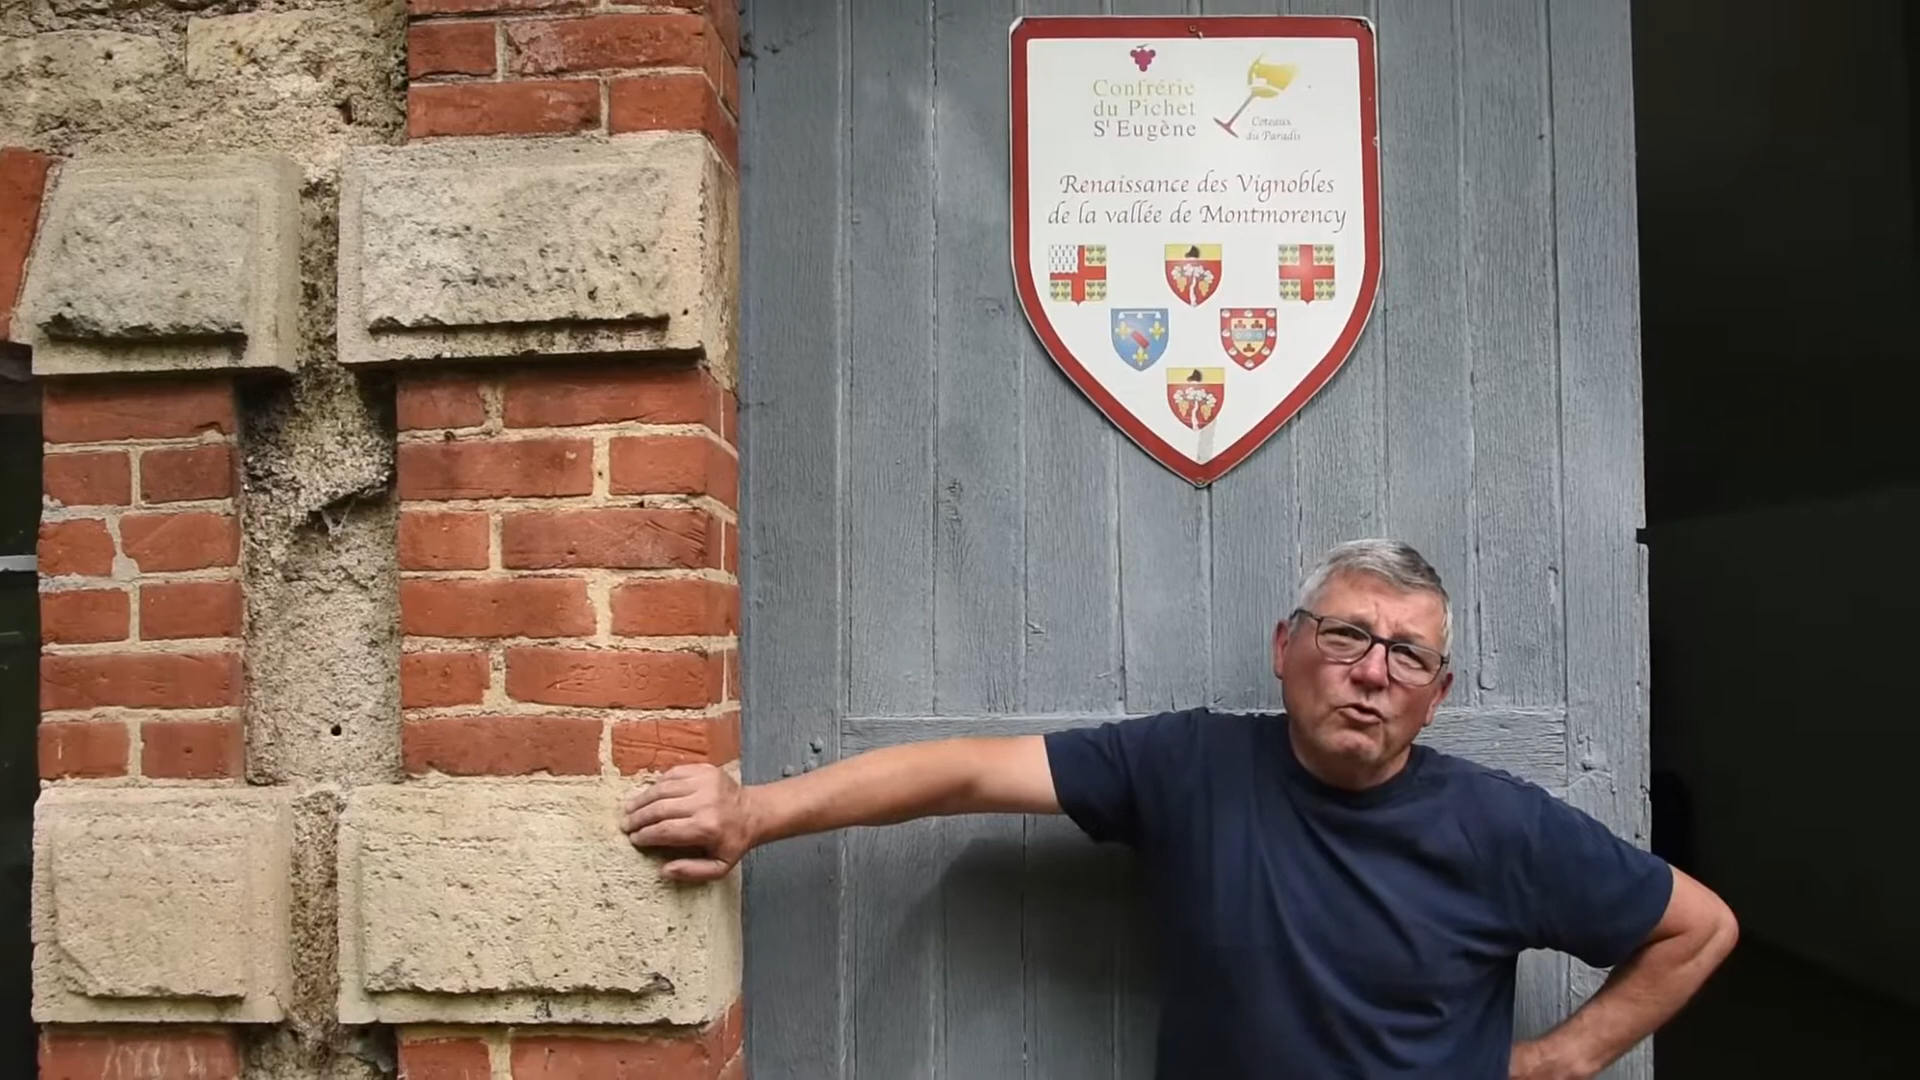 Confrérie
du Pichet
St Eugène
Coteaux
du Paradis
Renaissance des Vignobles
de la vallée de Montmorency